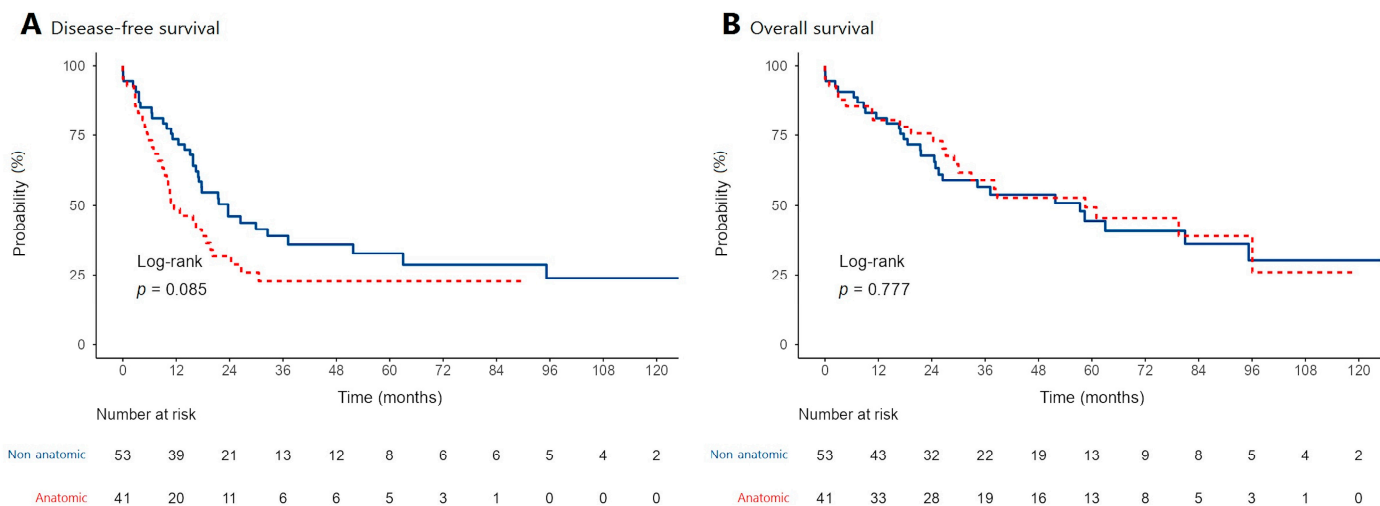 A Disease-free survival
Probability (%)
100
75
50
25
0
Log-rank
p = 0.085
0 12 24 36 48 60 72 84 96 108 120
Time (months)
Number at risk
Non anatomic 53 39 21 13 12 8 6 6 5 4 2
Anatomic 41 20 11 6 6 5 3 1 0 0 0
B Overall survival
Probability (%)
100
75
50
25
0
Log-rank
p = 0.777
0 12 24 36 48 60 72 84 96 108 120
Time (months)
Number at risk
Non anatomic 53 43 32 22 19 13 9 8 5 4 2
Anatomic 41 33 28 19 16 13 8 5 3 1 0